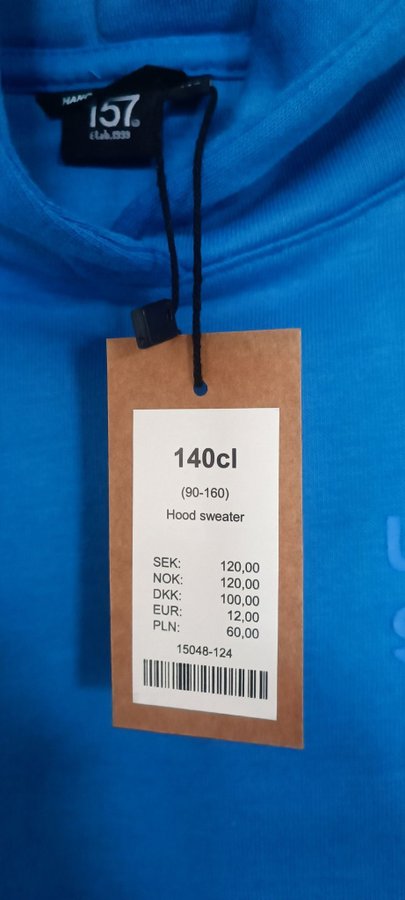 157
Etab.1999
140cl
(90-160)
Hood sweater
SEK: 120,00
NOK: 120,00
DKK: 100,00
EUR: 12,00
PLN: 60,00
15048-124